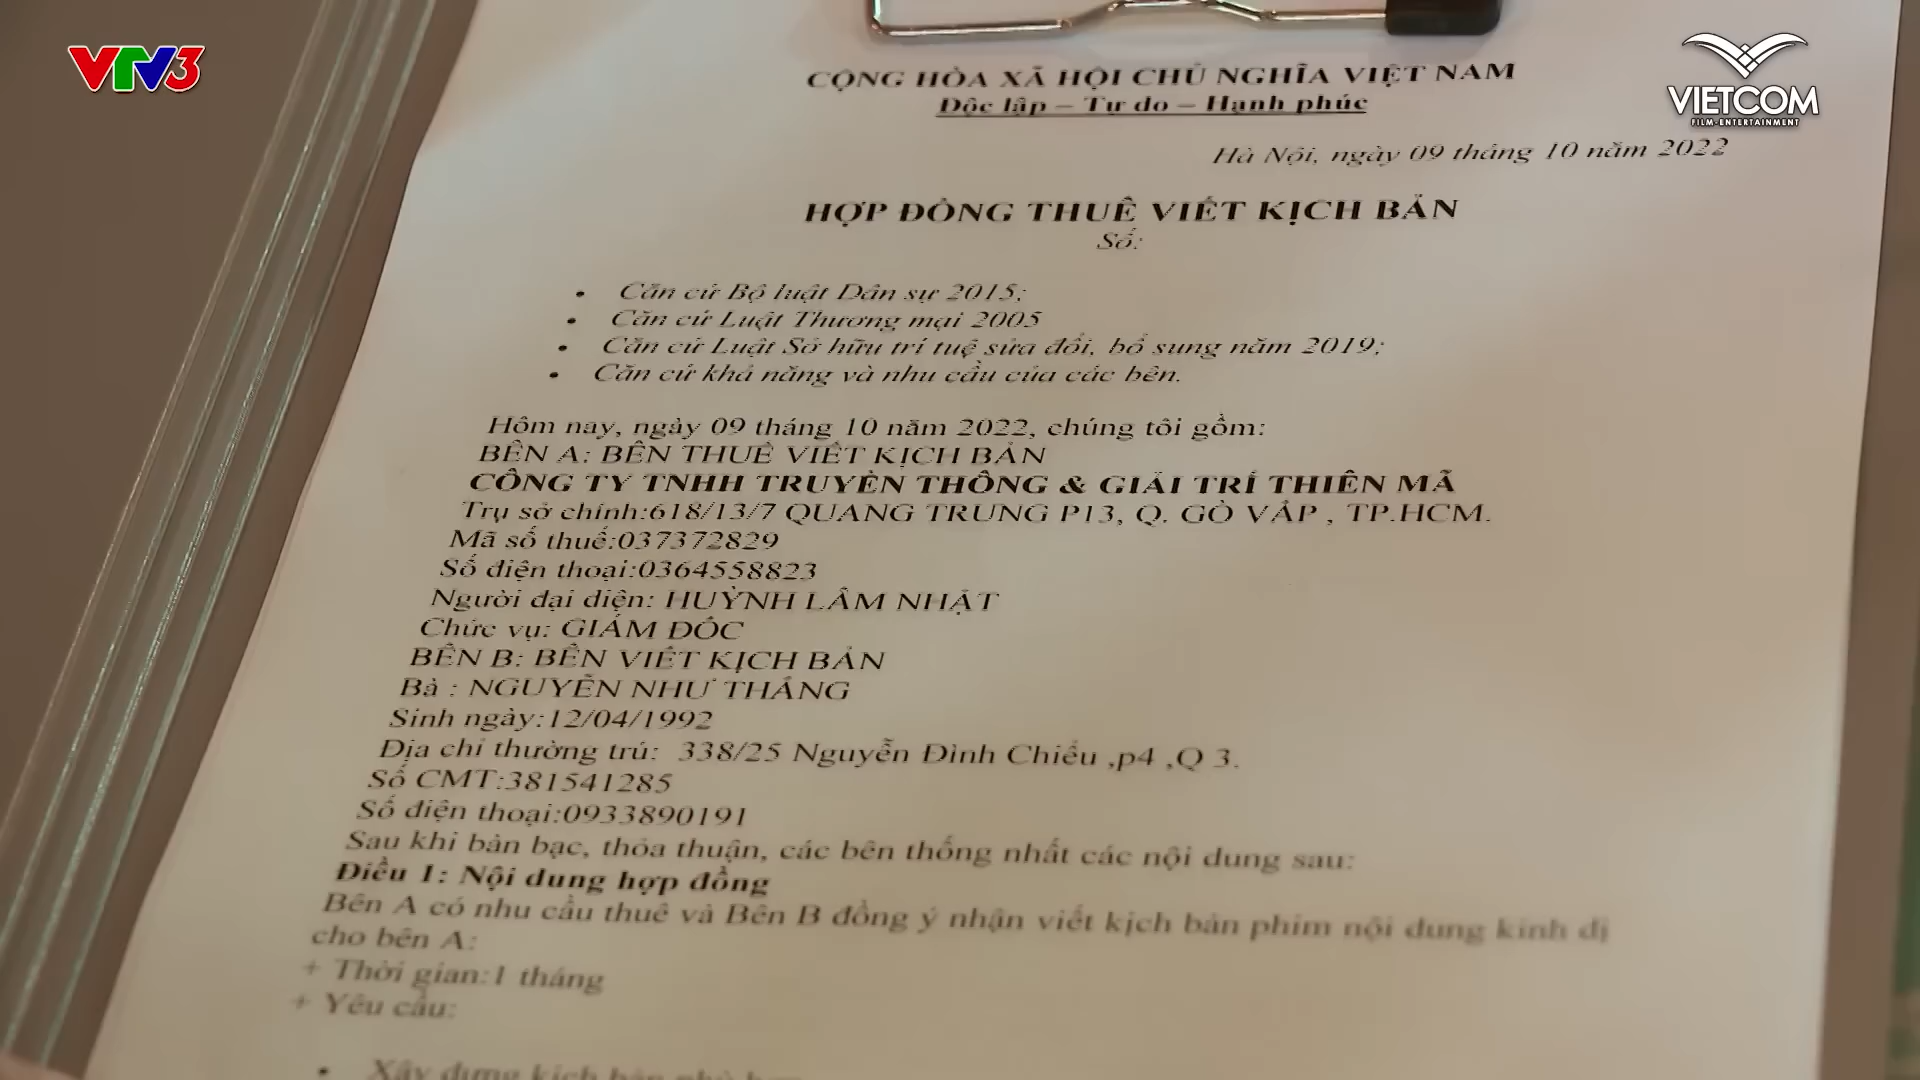 VTV3
VIETCOM
FILM-ENTERTAINMENT
CỘNG HÒA XÃ HỘI CHỦ NGHĨA VIỆT NAM
Độc lập – Tự do – Hạnh phúc
Hà Nội, ngày 09 tháng 10 năm 2022
HỢP ĐỒNG THUÊ VIẾT KỊCH BẢN
Số:
• Căn cứ Bộ luật Dân sự 2015;
• Căn cứ Luật Thương mại 2005
• Căn cứ Luật Sở hữu trí tuệ sửa đổi, bổ sung năm 2019;
• Căn cứ khả năng và nhu cầu của các bên.
Hôm nay, ngày 09 tháng 10 năm 2022, chúng tôi gồm:
BÊN A: BÊN THUÊ VIẾT KỊCH BẢN
CÔNG TY TNHH TRUYỀN THÔNG & GIẢI TRÍ THIÊN MÃ
Trụ sở chính:618/13/7 QUANG TRUNG P13, Q. GÒ VẤP , TP.HCM.
Mã số thuế:037372829
Số điện thoại:0364558823
Người đại diện: HUỲNH LÂM NHẬT
Chức vụ: GIÁM ĐỐC
BÊN B: BÊN VIẾT KỊCH BẢN
Bà : NGUYỄN NHƯ THẢNG
Sinh ngày:12/04/1992
Địa chỉ thường trú: 338/25 Nguyễn Đình Chiểu ,p4 ,Q 3.
Số CMT:381541285
Số điện thoại:0933890191
Sau khi bàn bạc, thỏa thuận, các bên thống nhất các nội dung sau:
Điều 1: Nội dung hợp đồng
Bên A có nhu cầu thuê và Bên B đồng ý nhận viết kịch bản phim nội dung kinh dị
cho bên A:
+ Thời gian:1 tháng
+ Yêu cầu:
• Xây dựng kịch bản